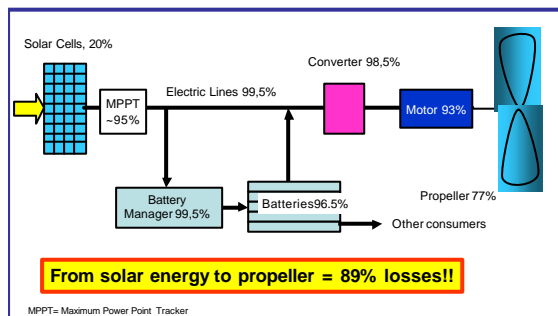 Solar Cells, 20%
Converter 98,5%
Electric Lines 99,5%
MPPT
~95%
Motor 93%
Battery
Manager 99,5%
Batteries96.5%
Propeller 77%
Other consumers
From solar energy to propeller = 89% losses!!
MPPT= Maximum Power Point Tracker